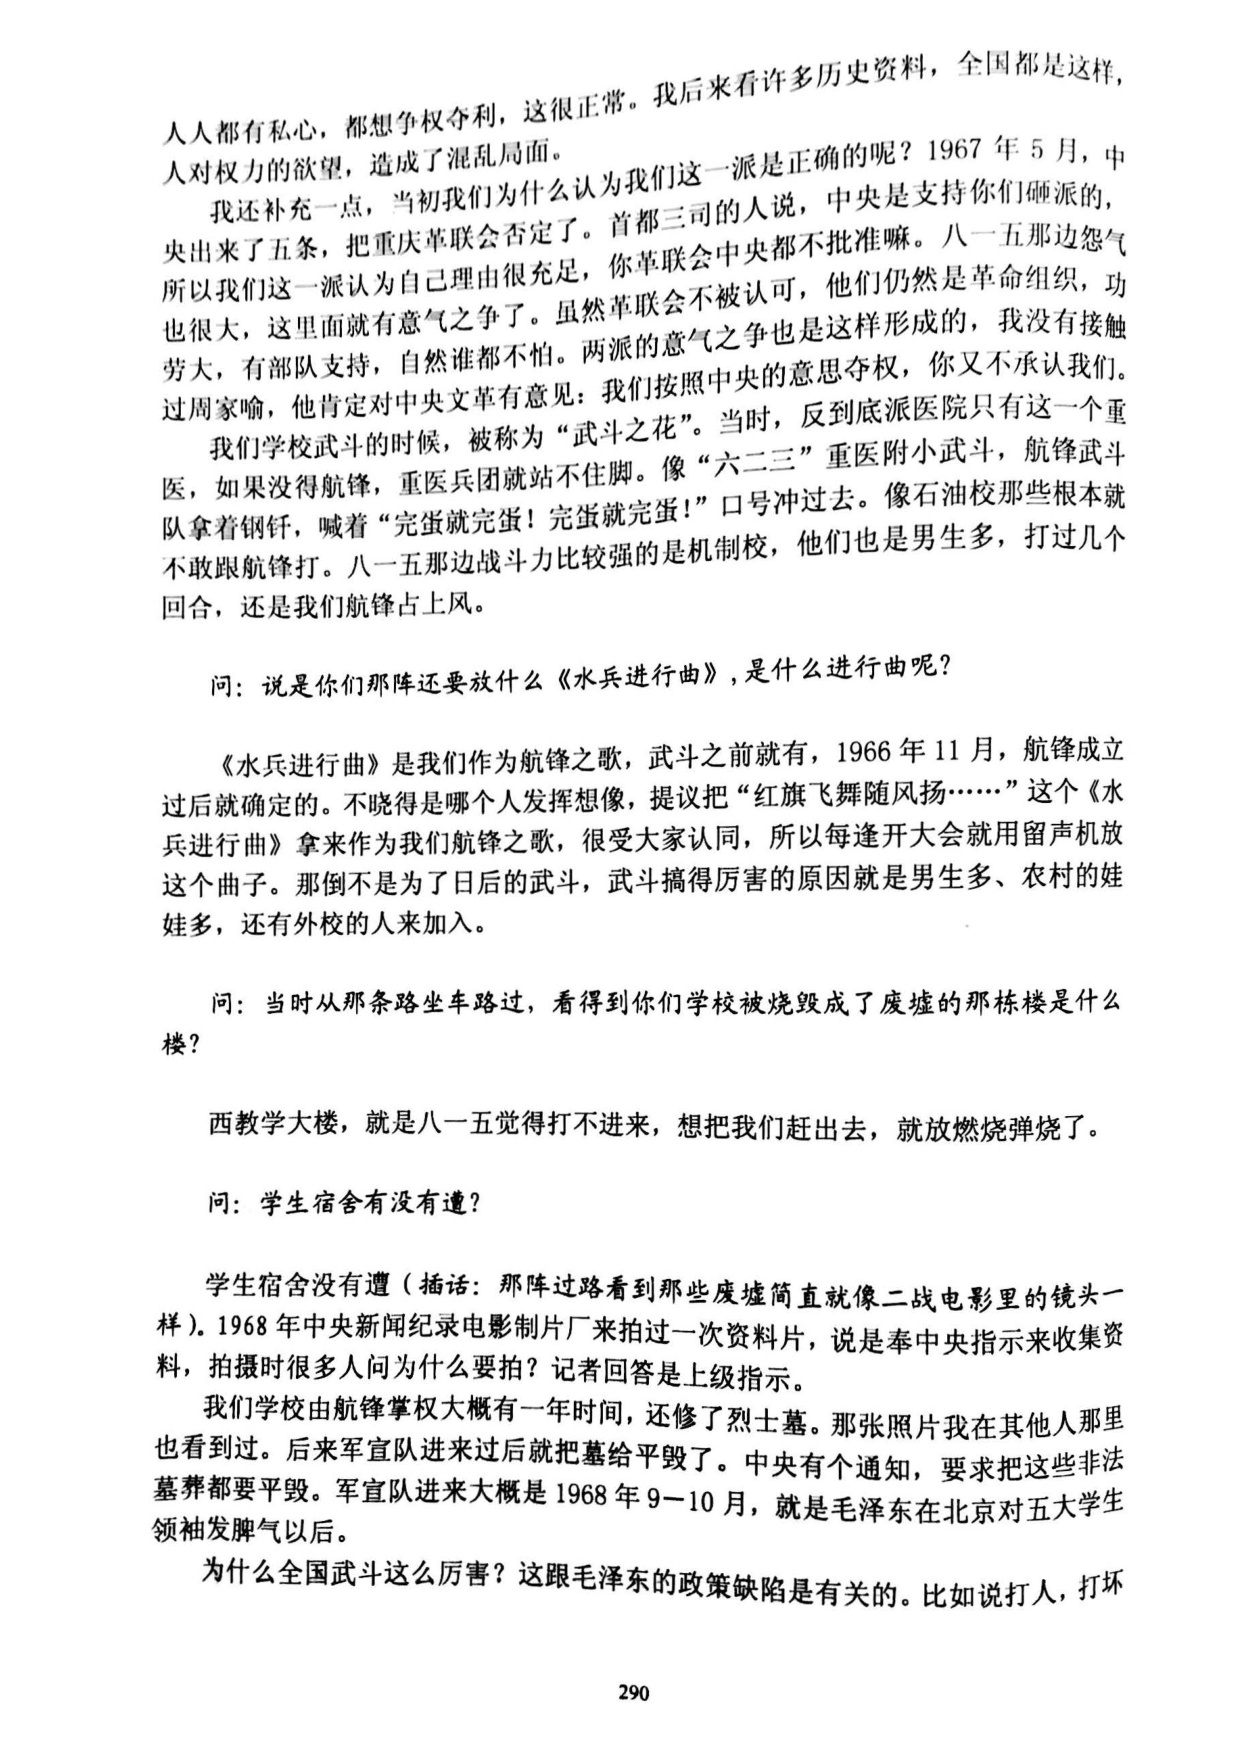 人人都有私心，都想争权夺利，这很正常。我后来看许多历史资料，全国都是这样，
人对权力的欲望，造成了混乱局面。
我还补充一点，当初我们为什么认为我们这一派是正确的呢？1967 年 5 月，中
央出来了五条，把重庆革联会否定了。首都三司的人说，中央是支持你们砸派的，
所以我们这一派认为自己理由很充足，你革联会中央都不批准嘛。八一五那边怨气
也很大，这里面就有意气之争了。虽然革联会不被认可，他们仍然是革命组织，功
劳大，有部队支持，自然谁都不怕。两派的意气之争也是这样形成的，我没有接触
过周家喻，他肯定对中央文革有意见：我们按照中央的意思夺权，你又不承认我们。
我们学校武斗的时候，被称为“武斗之花”。当时，反到底派医院只有这一个重
医，如果没得航锋，重医兵团就站不住脚。像“六二三”重医附小武斗，航锋武斗
队拿着钢钎，喊着“完蛋就完蛋！完蛋就完蛋！”口号冲过去。像石油校那些根本就
不敢跟航锋打。八一五那边战斗力比较强的是机制校，他们也是男生多，打过几个
回合，还是我们航锋占上风。
问：说是你们那阵还要放什么《水兵进行曲》,是什么进行曲呢？
《水兵进行曲》是我们作为航锋之歌，武斗之前就有，1966 年 11 月，航锋成立
过后就确定的。不晓得是哪个人发挥想像，提议把“红旗飞舞随风扬……”这个《水
兵进行曲》拿来作为我们航锋之歌，很受大家认同，所以每逢开大会就用留声机放
这个曲子。那倒不是为了日后的武斗，武斗搞得厉害的原因就是男生多、农村的娃
娃多，还有外校的人来加入。
问：当时从那条路坐车路过，看得到你们学校被烧毁成了废墟的那栋楼是什么
楼？
西教学大楼，就是八一五觉得打不进来，想把我们赶出去，就放燃烧弹烧了。
问：学生宿舍有没有遭？
学生宿舍没有遭（插话：那阵过路看到那些废墟简直就像二战电影里的镜头一
样）。1968 年中央新闻纪录电影制片厂来拍过一次资料片，说是奉中央指示来收集资
料，拍摄时很多人问为什么要拍？记者回答是上级指示。
我们学校由航锋掌权大概有一年时间，还修了烈士墓。那张照片我在其他人那里
也看到过。后来军宣队进来过后就把墓给平毁了。中央有个通知，要求把这些非法
墓葬都要平毁。军宣队进来大概是 1968 年 9－10 月，就是毛泽东在北京对五大学生
领袖发脾气以后。
为什么全国武斗这么厉害？这跟毛泽东的政策缺陷是有关的。比如说打人，打坏
290